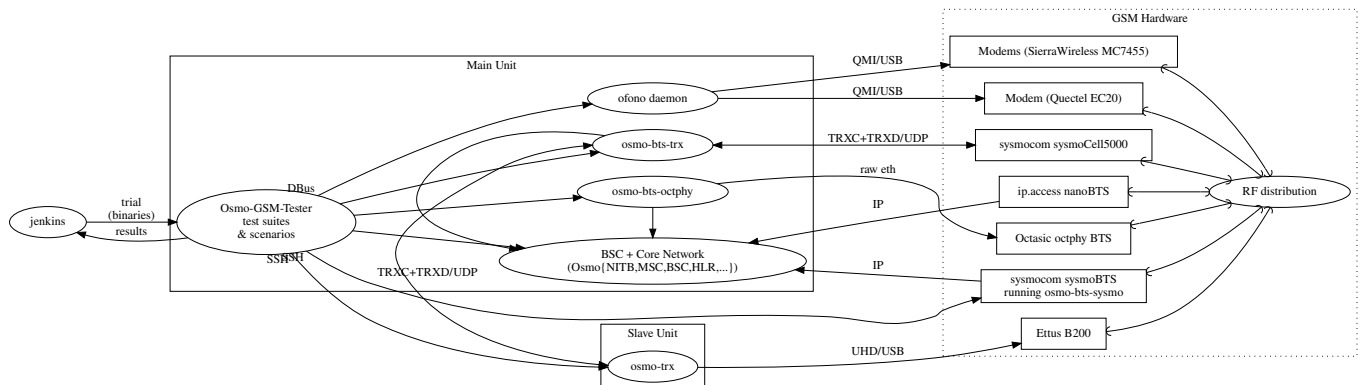 GSM Hardware
Main Unit
Modems (SierraWireless MC7455)
QMI/USB
ofono daemon
QMI/USB
Modem (Quectel EC20)
osmo-bts-trx
TRXC+TRXD/UDP
sysmocom sysmoCell5000
raw eth
DBus
osmo-bts-octphy
ip.access nanoBTS
RF distribution
jenkins
trial
(binaries)
results
Osmo-GSM-Tester
test suites
& scenarios
IP
Octasic octphy BTS
SSH
SSH
BSC + Core Network
(Osmo{NITB,MSC,BSC,HLR,...})
TRXC+TRXD/UDP
IP
sysmocom sysmoBTS
running osmo-bts-sysmo
Slave Unit
Ettus B200
osmo-trx
UHD/USB